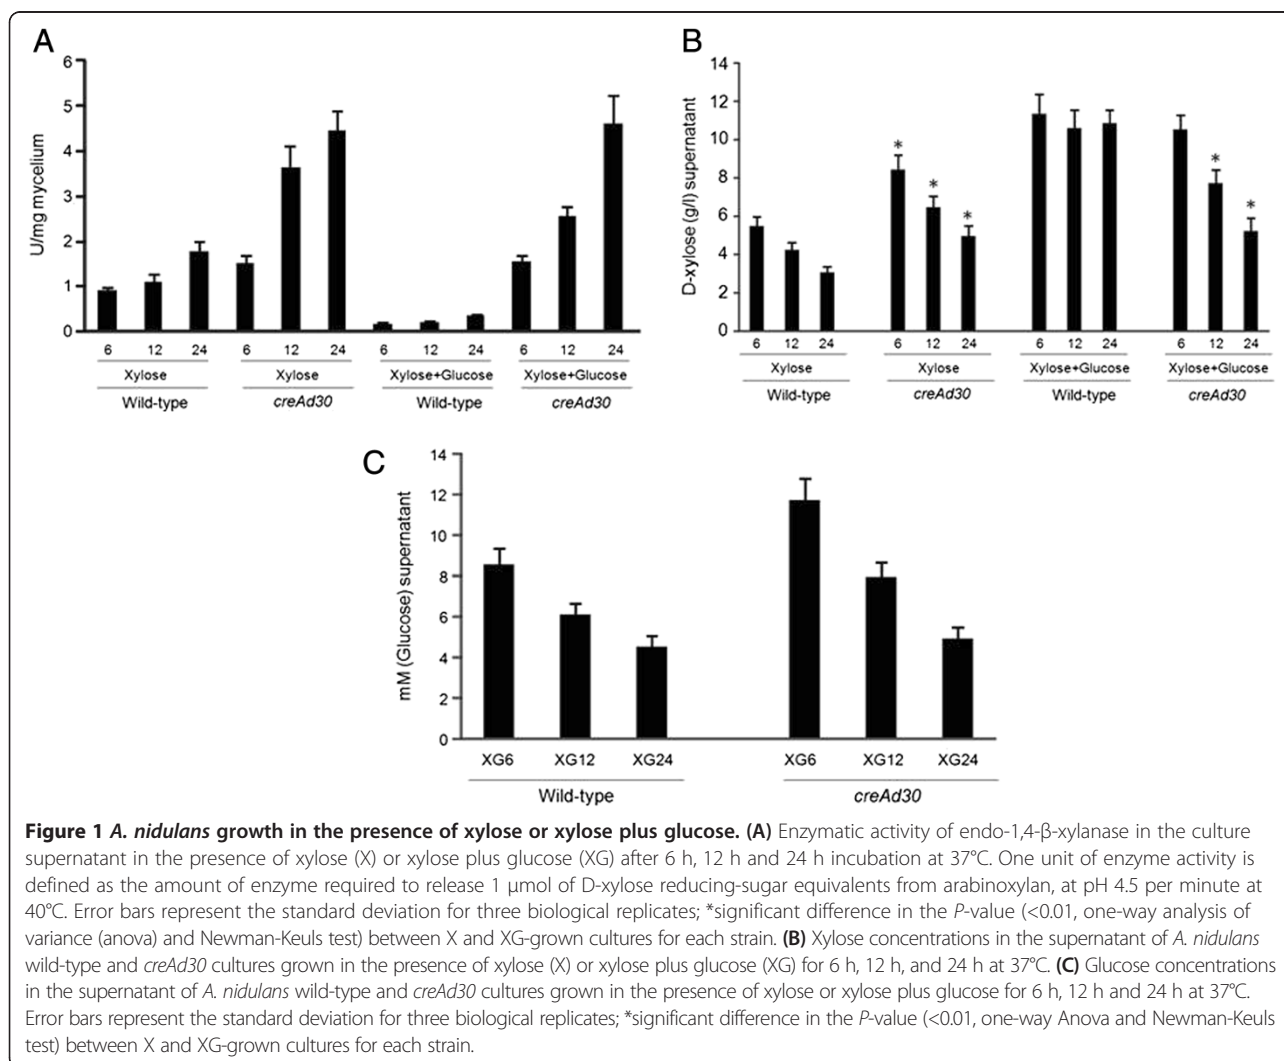 A
U/mg mycelium
6
5
4
3
2
1
0
6 12 24 6 12 24 6 12 24 6 12 24
Xylose Xylose Xylose+Glucose Xylose+Glucose
Wild-type creAd30 Wild-type creAd30
B
D-xylose (g/l) supernatant
14
12
10
8
6
4
2
0
* * * * *
6 12 24 6 12 24 6 12 24 6 12 24
Xylose Xylose Xylose+Glucose Xylose+Glucose
Wild-type creAd30 Wild-type creAd30
C
mM (Glucose) supernatant
14
12
10
8
6
4
2
0
XG6 XG12 XG24 XG6 XG12 XG24
Wild-type creAd30
Figure 1 A. nidulans growth in the presence of xylose or xylose plus glucose. (A) Enzymatic activity of endo-1,4-β-xylanase in the culture
supernatant in the presence of xylose (X) or xylose plus glucose (XG) after 6 h, 12 h and 24 h incubation at 37°C. One unit of enzyme activity is
defined as the amount of enzyme required to release 1 μmol of D-xylose reducing-sugar equivalents from arabinoxylan, at pH 4.5 per minute at
40°C. Error bars represent the standard deviation for three biological replicates; *significant difference in the P-value (<0.01, one-way analysis of
variance (anova) and Newman-Keuls test) between X and XG-grown cultures for each strain. (B) Xylose concentrations in the supernatant of A. nidulans
wild-type and creAd30 cultures grown in the presence of xylose (X) or xylose plus glucose (XG) for 6 h, 12 h, and 24 h at 37°C. (C) Glucose concentrations
in the supernatant of A. nidulans wild-type and creAd30 cultures grown in the presence of xylose or xylose plus glucose for 6 h, 12 h and 24 h at 37°C.
Error bars represent the standard deviation for three biological replicates; *significant difference in the P-value (<0.01, one-way Anova and Newman-Keuls
test) between X and XG-grown cultures for each strain.